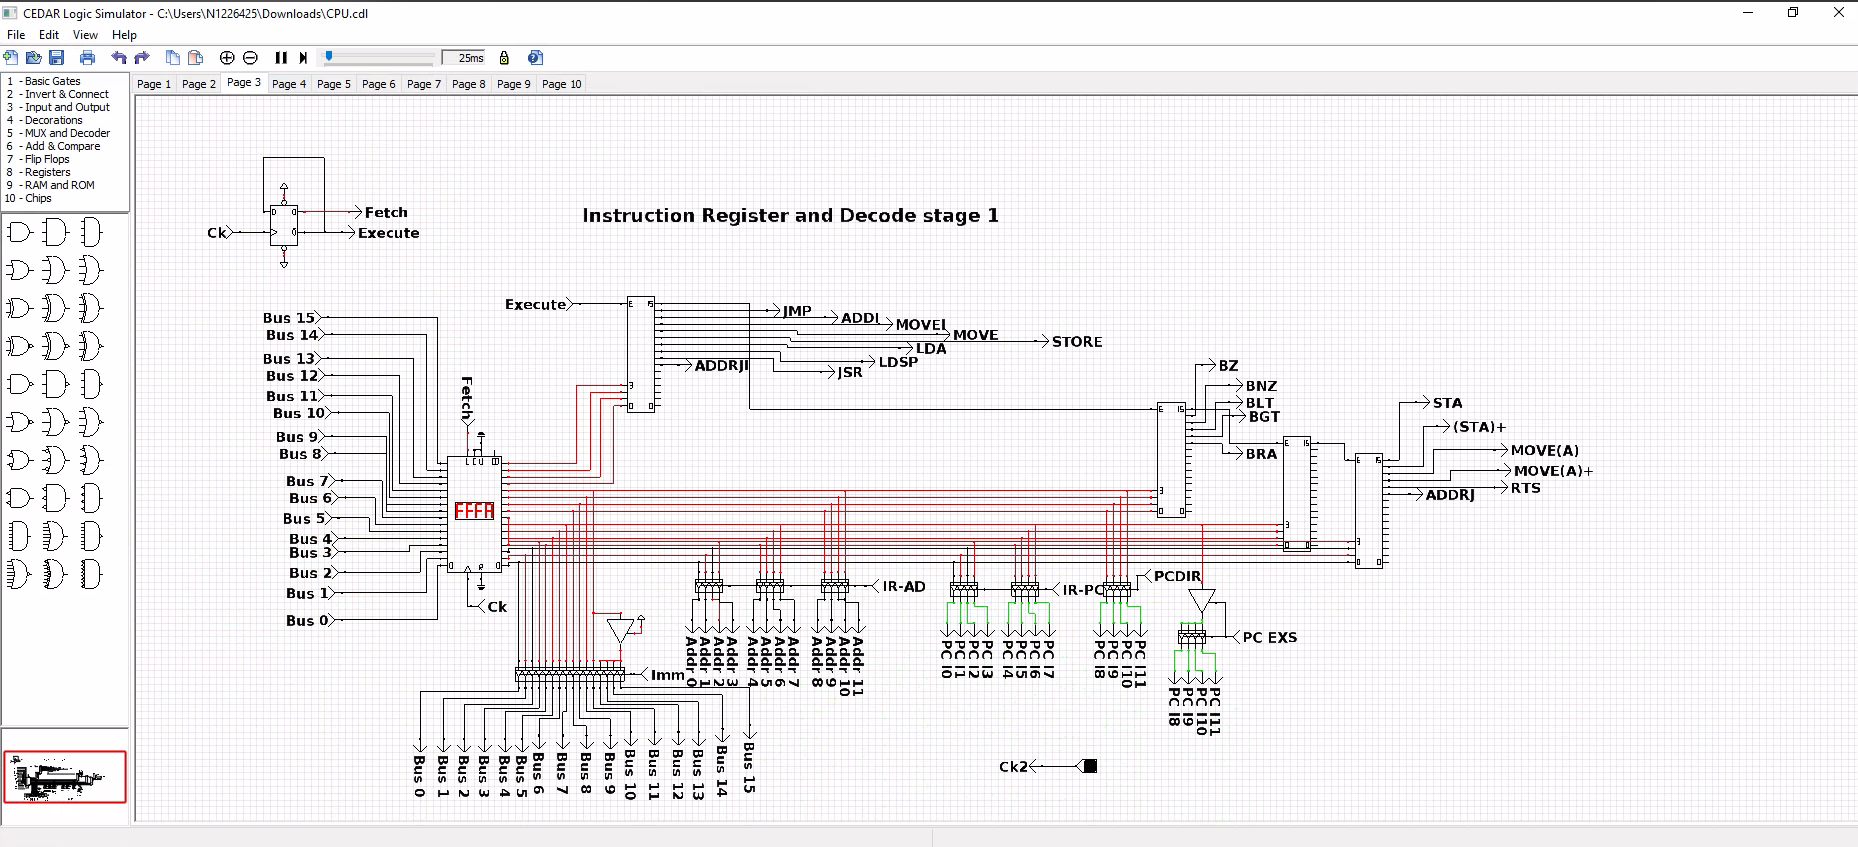 CEDAR Logic Simulator - C:\Users\N1226425\Downloads\CPU.cdl
File Edit View Help
25ms
Page 1 Page 2 Page 3 Page 4 Page 5 Page 6 Page 7 Page 8 Page 9 Page 10
1 - Basic Gates
2 - Invert & Connect
3 - Input and Output
4 - Decorations
5 - MUX and Decoder
6 - Add & Compare
7 - Flip Flops
8 - Registers
9 - RAM and ROM
10 - Chips
Instruction Register and Decode stage 1
Ck
Fetch
Execute
Execute
JMP
ADDI
MOVEI
MOVE
STORE
LDA
LDSP
JSR
ADDRJI
Bus 15
Bus 14
Bus 13
Bus 12
Bus 11
Bus 10
Bus 9
Bus 8
Bus 7
Bus 6
Bus 5
Bus 4
Bus 3
Bus 2
Bus 1
Bus 0
Fetch
FFFA
Ck
BZ
BNZ
BLT
BGT
BRA
STA
(STA)+
MOVE(A)
MOVE(A)+
RTS
ADDRJ
IR-AD
IR-PC
PCDIR
PC EXS
Imm
Addr 0
Addr 1
Addr 2
Addr 3
Addr 4
Addr 5
Addr 6
Addr 7
Addr 8
Addr 9
Addr 10
Addr 11
PC I0
PC I1
PC I2
PC I3
PC I4
PC I5
PC I6
PC I7
PC I8
PC I9
PC I10
PC I11
PC I8
PC I9
PC I10
PC I11
Bus 0
Bus 1
Bus 2
Bus 3
Bus 4
Bus 5
Bus 6
Bus 7
Bus 8
Bus 9
Bus 10
Bus 11
Bus 12
Bus 13
Bus 14
Bus 15
Ck2